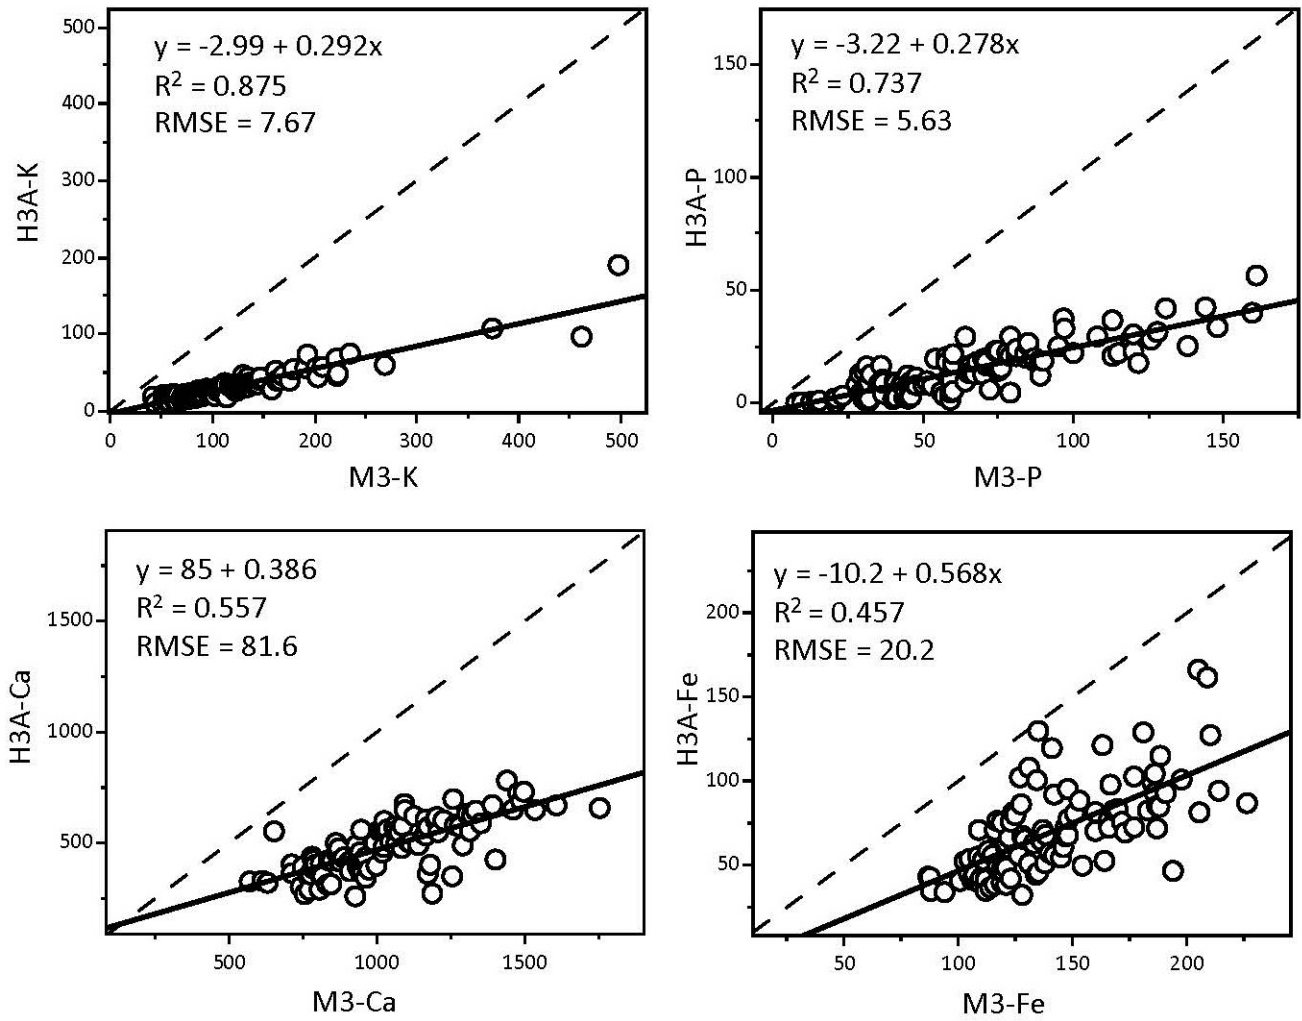 y = -2.99 + 0.292x
R² = 0.875
RMSE = 7.67
500
400
300
200
100
0
H3A-K
0 100 200 300 400 500
M3-K
y = -3.22 + 0.278x
R² = 0.737
RMSE = 5.63
150
100
50
0
H3A-P
0 50 100 150
M3-P
y = 85 + 0.386
R² = 0.557
RMSE = 81.6
1500
1000
500
H3A-Ca
500 1000 1500
M3-Ca
y = -10.2 + 0.568x
R² = 0.457
RMSE = 20.2
200
150
100
50
H3A-Fe
50 100 150 200
M3-Fe